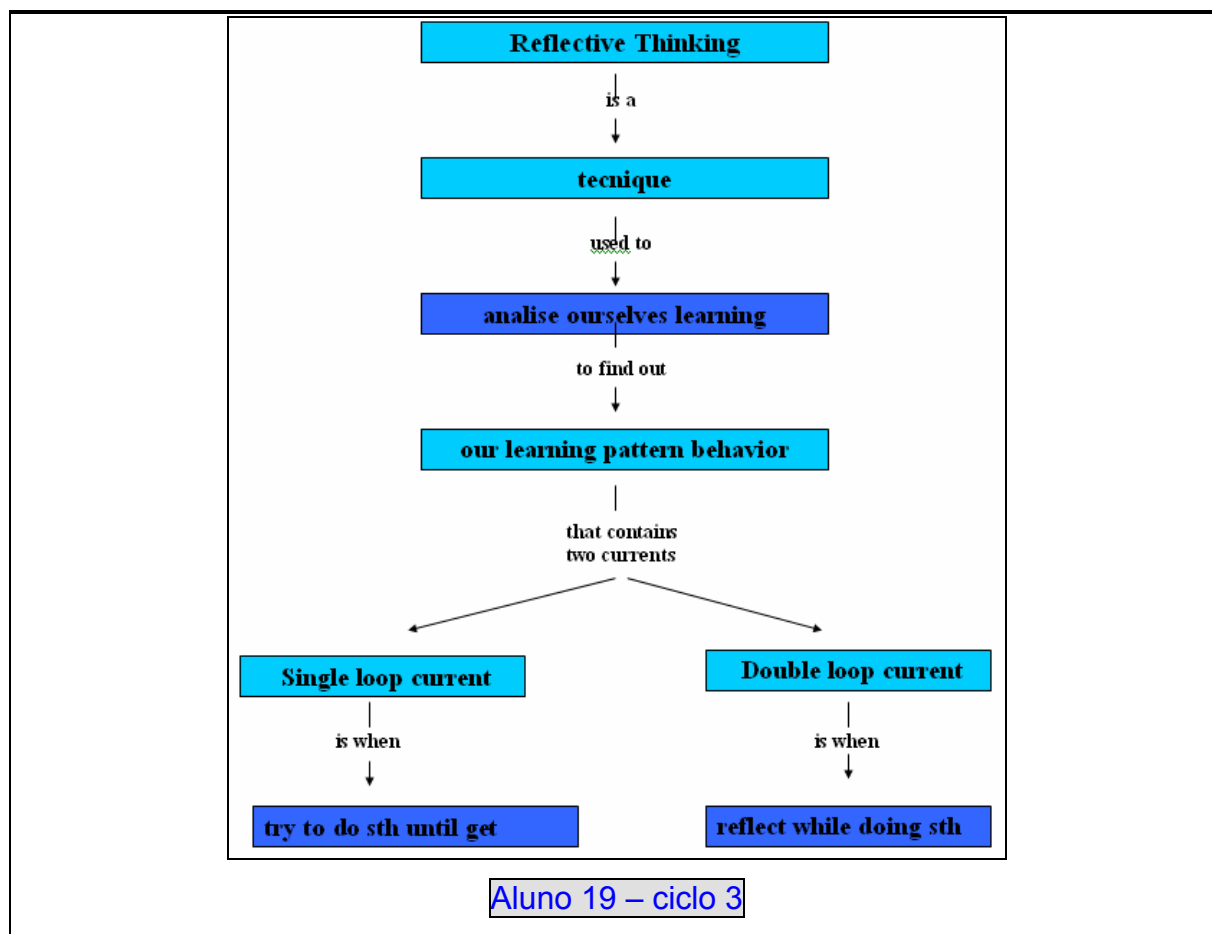 Reflective Thinking
is a
tecnique
used to
analise ourselves learning
to find out
our learning pattern behavior
that contains
two currents
Single loop current
Double loop current
is when
is when
try to do sth until get
reflect while doing sth
Aluno 19 – ciclo 3